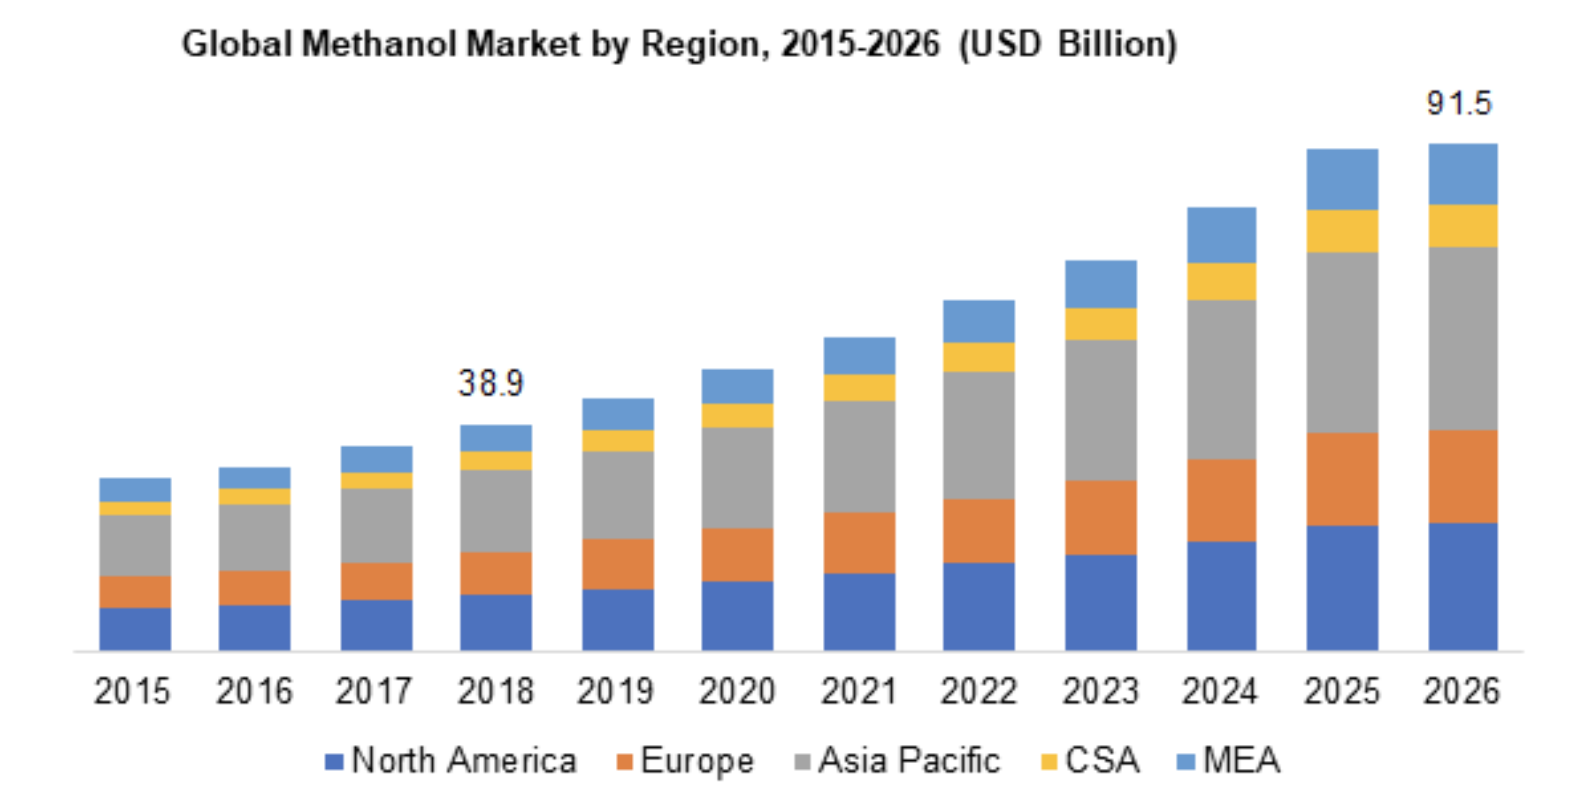 Global Methanol Market by Region, 2015-2026 (USD Billion)
91.5
38.9
2015 2016 2017 2018 2019 2020 2021 2022 2023 2024 2025 2026
North America Europe Asia Pacific CSA MEA